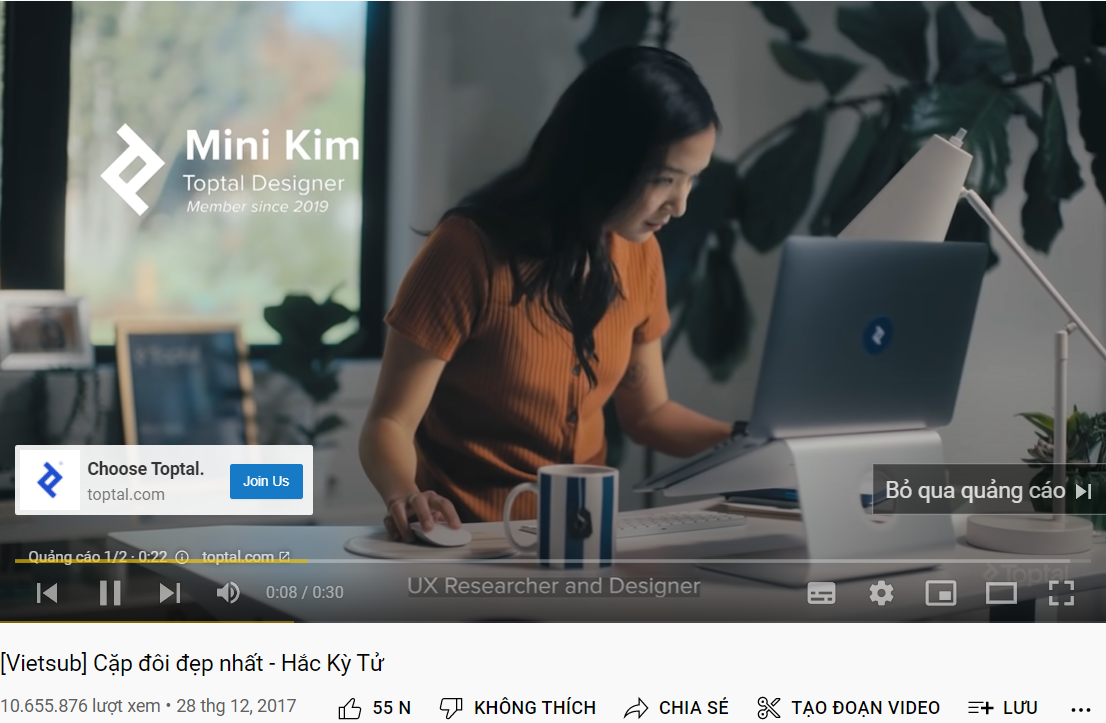 Mini Kim
Toptal Designer
Member since 2019
Choose Toptal.
toptal.com
Join Us
Bỏ qua quảng cáo
Quảng cáo 1/2 · 0:22
toptal.com
0:08 / 0:30
UX Researcher and Designer
Toptal
[Vietsub] Cặp đôi đẹp nhất - Hắc Kỳ Tử
10.655.876 lượt xem • 28 thg 12, 2017
55 N
KHÔNG THÍCH
CHIA SẺ
TẠO ĐOẠN VIDEO
LƯU